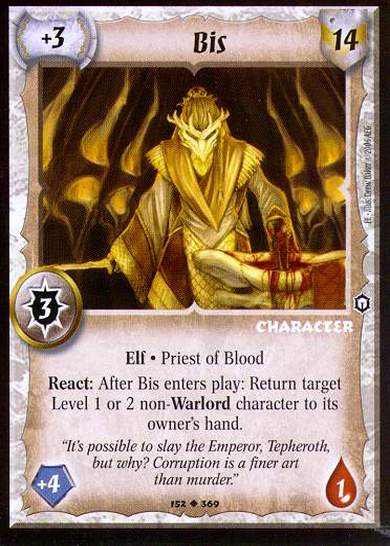 +3
Bis
14
CHARACTER
3
Elf • Priest of Blood
React: After Bis enters play: Return target
Level 1 or 2 non-Warlord character to its
owner's hand.
"It's possible to slay the Emperor, Tepheroth,
but why? Corruption is a finer art
than murder."
+4
152 ◆ 369
1